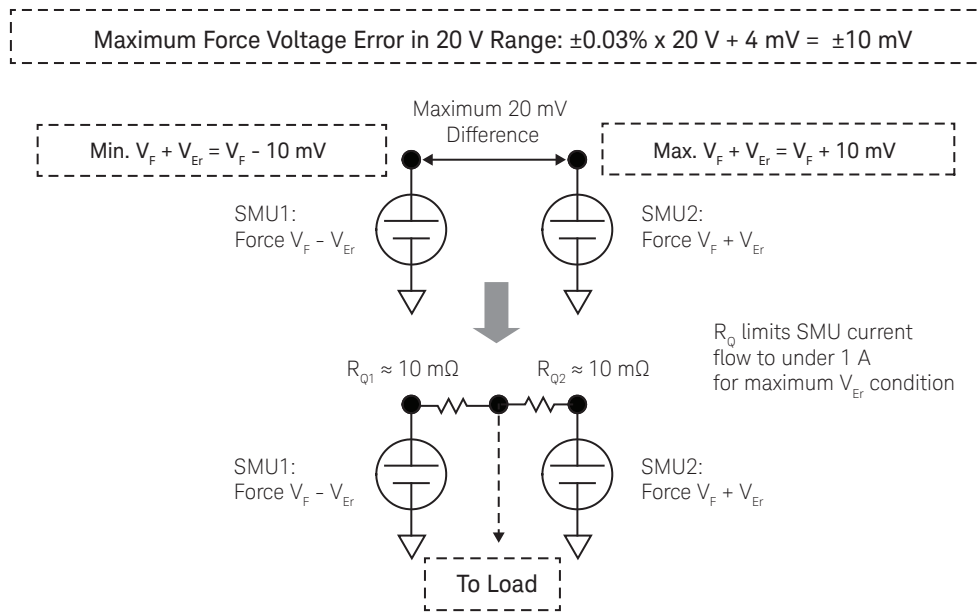 Maximum Force Voltage Error in 20 V Range: ±0.03% x 20 V + 4 mV = ±10 mV
Maximum 20 mV
Difference
Min. V_F + V_Er = V_F - 10 mV
Max. V_F + V_Er = V_F + 10 mV
SMU1:
Force V_F - V_Er
SMU2:
Force V_F + V_Er
R_Q limits SMU current
flow to under 1 A
for maximum V_Er condition
R_Q1 ≈ 10 mΩ
R_Q2 ≈ 10 mΩ
SMU1:
Force V_F - V_Er
SMU2:
Force V_F + V_Er
To Load